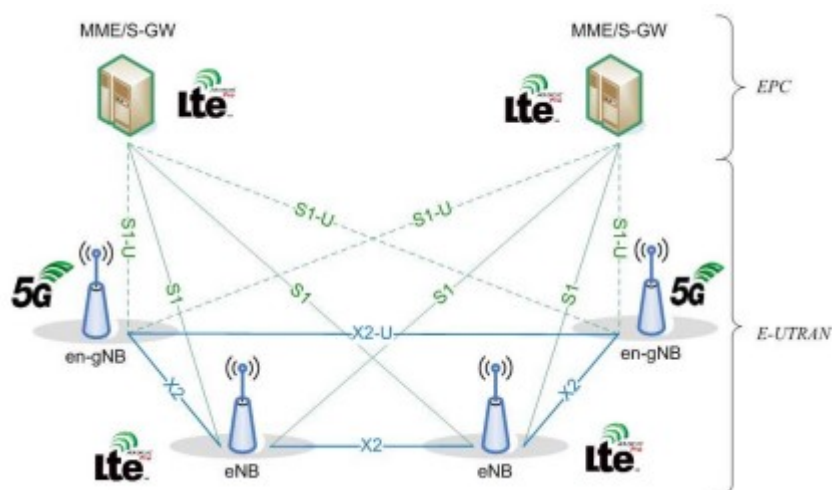 MME/S-GW
MME/S-GW
Lte
Lte
EPC
S1-U
S1-U
S1-U
S1-U
5G
5G
S1
S1
S1
S1
X2-U
en-gNB
en-gNB
E-UTRAN
X2
X2
Lte
X2
Lte
eNB
eNB